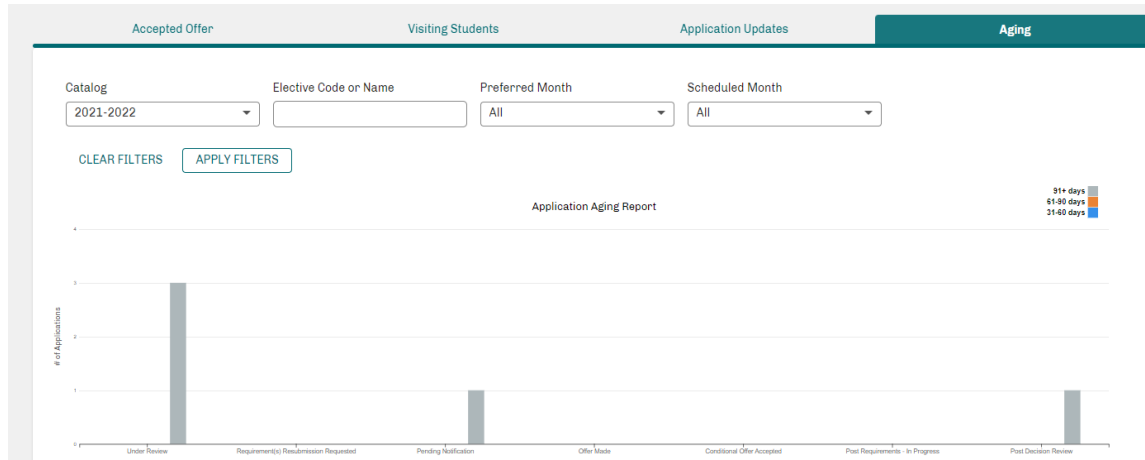 Accepted Offer Visiting Students Application Updates Aging
Catalog Elective Code or Name Preferred Month Scheduled Month
2021-2022 All All
CLEAR FILTERS APPLY FILTERS
Application Aging Report
91+ days
61-90 days
31-60 days
# of Applications
4
3
2
1
0
Under Review Requirement(s) Resubmission Requested Pending Notification Offer Made Conditional Offer Accepted Post Requirements - In Progress Post Decision Review